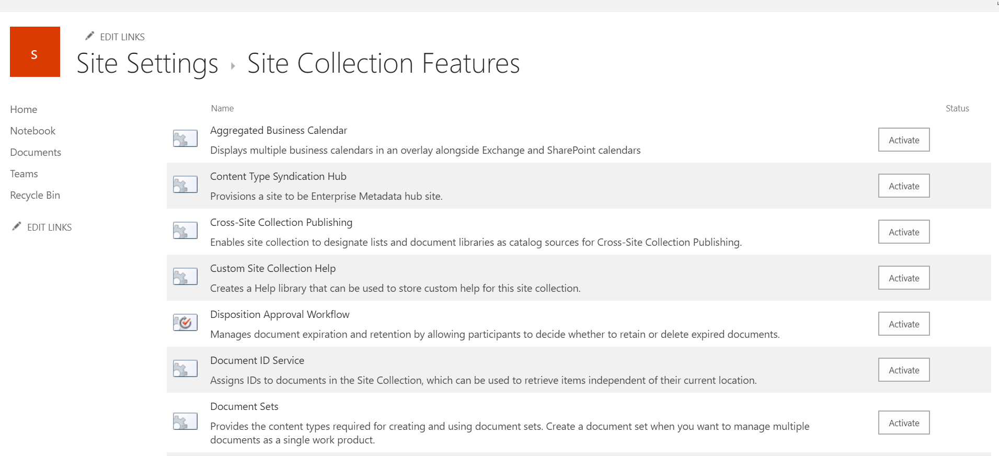 EDIT LINKS
S
Site Settings ▸ Site Collection Features
Home
Notebook
Documents
Teams
Recycle Bin
EDIT LINKS
Name Status
Aggregated Business Calendar
Displays multiple business calendars in an overlay alongside Exchange and SharePoint calendars
Activate
Content Type Syndication Hub
Provisions a site to be Enterprise Metadata hub site.
Activate
Cross-Site Collection Publishing
Enables site collection to designate lists and document libraries as catalog sources for Cross-Site Collection Publishing.
Activate
Custom Site Collection Help
Creates a Help library that can be used to store custom help for this site collection.
Activate
Disposition Approval Workflow
Manages document expiration and retention by allowing participants to decide whether to retain or delete expired documents.
Activate
Document ID Service
Assigns IDs to documents in the Site Collection, which can be used to retrieve items independent of their current location.
Activate
Document Sets
Provides the content types required for creating and using document sets. Create a document set when you want to manage multiple
documents as a single work product.
Activate